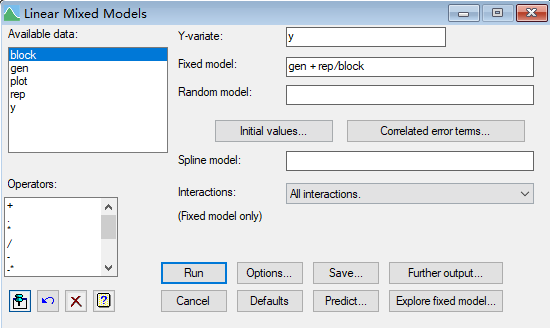 Linear Mixed Models
Available data:
block
gen
plot
rep
y
Y-variate: y
Fixed model: gen + rep/block
Random model:
Initial values... Correlated error terms...
Spline model:
Operators:
+
.
*
/
-
-*
Interactions: All interactions.
(Fixed model only)
Run Options... Save... Further output...
Cancel Defaults Predict... Explore fixed model...